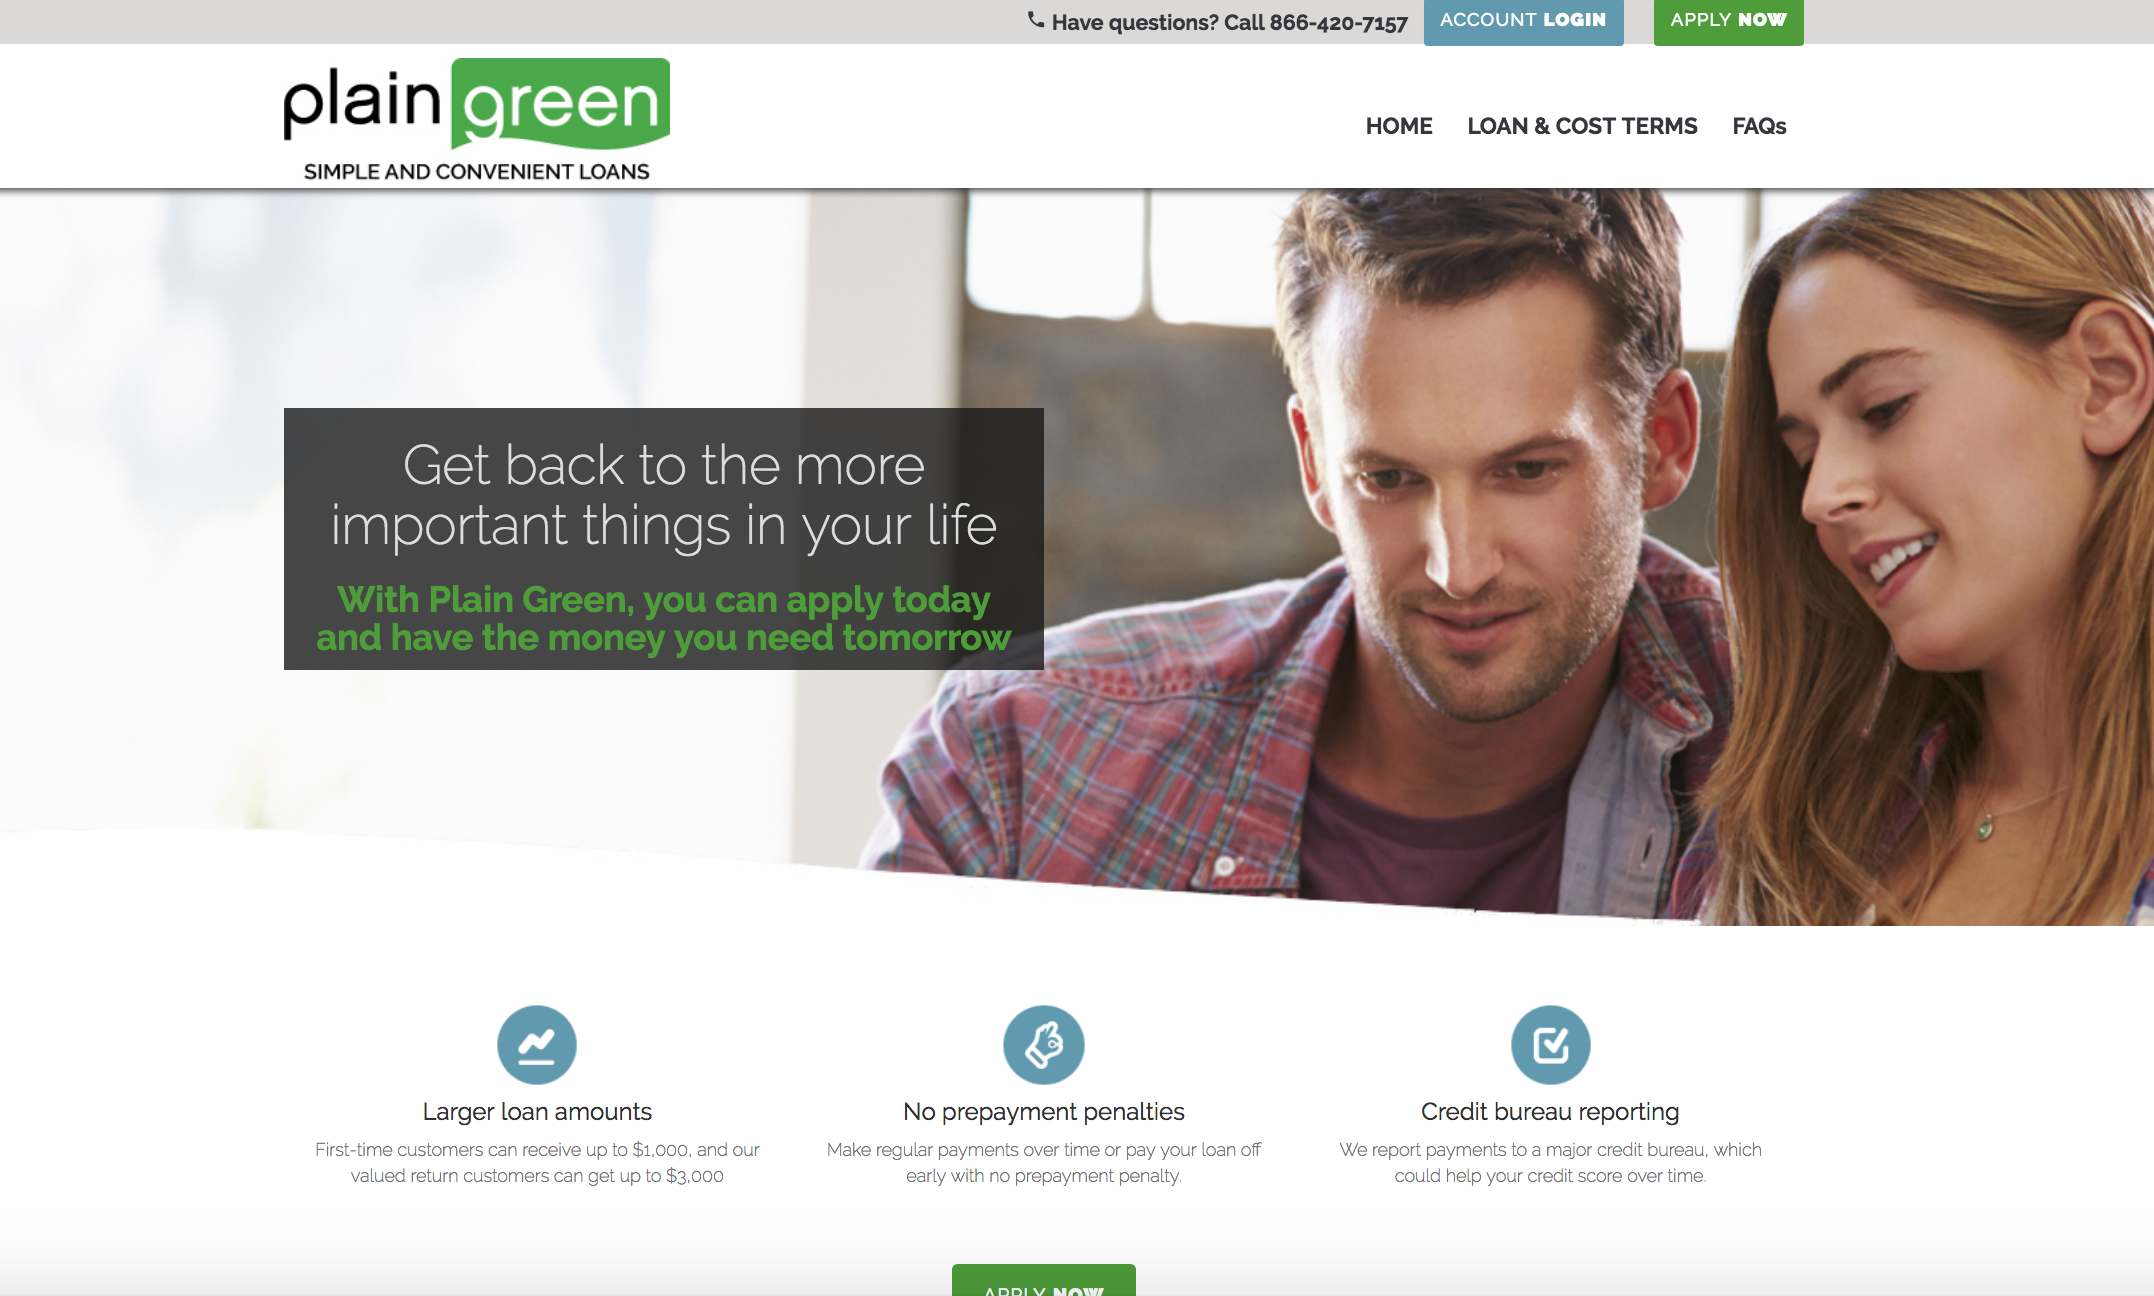 Have questions? Call 866-420-7157
ACCOUNT LOGIN
APPLY NOW
plain green
SIMPLE AND CONVENIENT LOANS
HOME
LOAN & COST TERMS
FAQs
Get back to the more
important things in your life
With Plain Green, you can apply today
and have the money you need tomorrow
Larger loan amounts
First-time customers can receive up to $1,000, and our
valued return customers can get up to $3,000
No prepayment penalties
Make regular payments over time or pay your loan off
early with no prepayment penalty.
Credit bureau reporting
We report payments to a major credit bureau, which
could help your credit score over time.
APPLY NOW